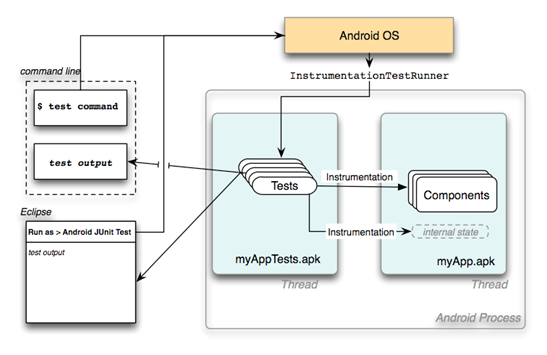 Android OS
command line
InstrumentationTestRunner
$ test command
test output
Tests
Instrumentation
Components
Instrumentation
internal state
Eclipse
Run as > Android JUnit Test
test output
myAppTests.apk
myApp.apk
Thread
Thread
Android Process